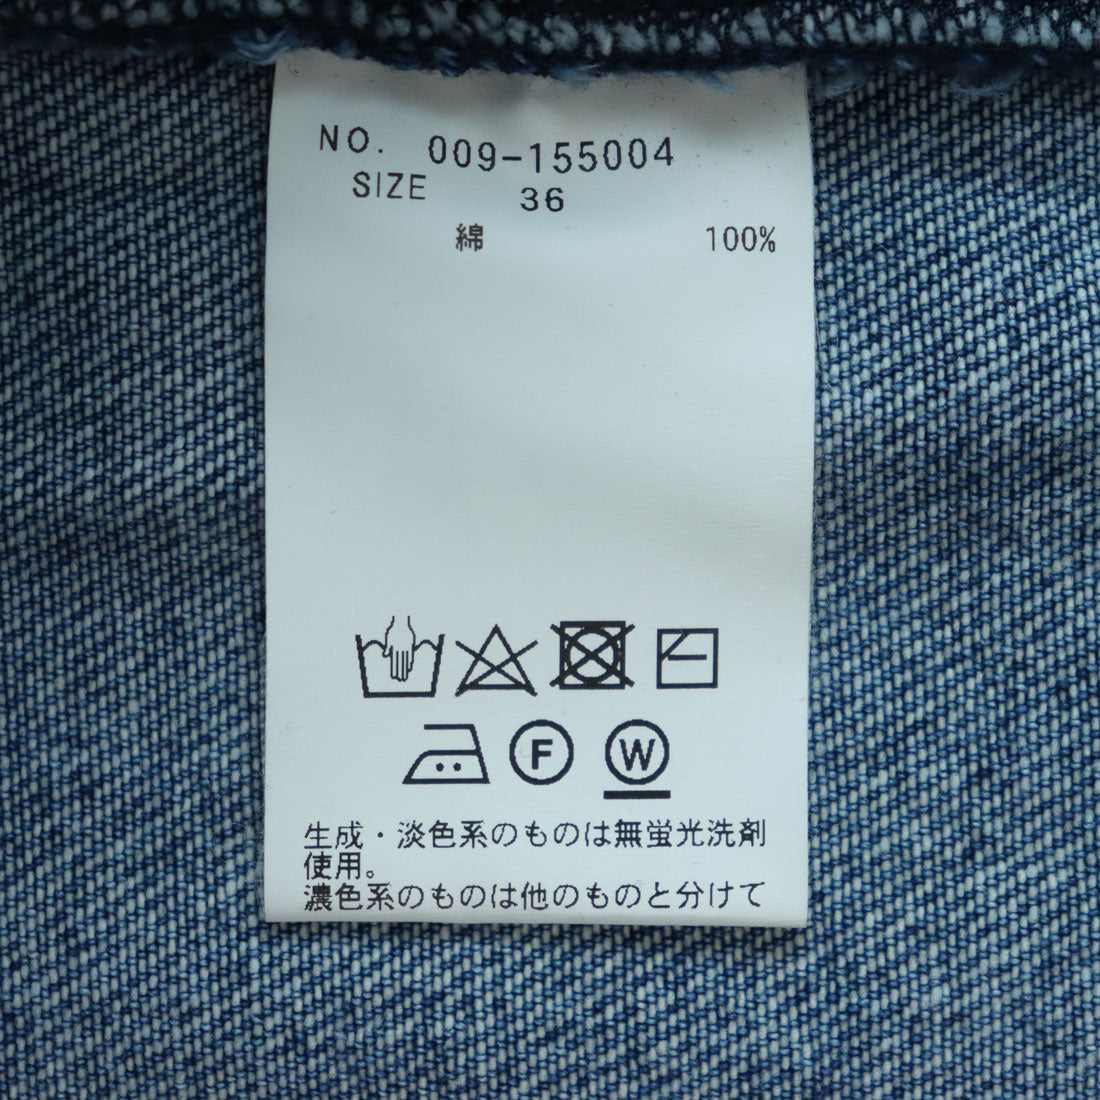 NO. 009-155004
SIZE 36
綿 100%
F W
生成・淡色系のものは無蛍光洗剤
使用。
濃色系のものは他のものと分けて